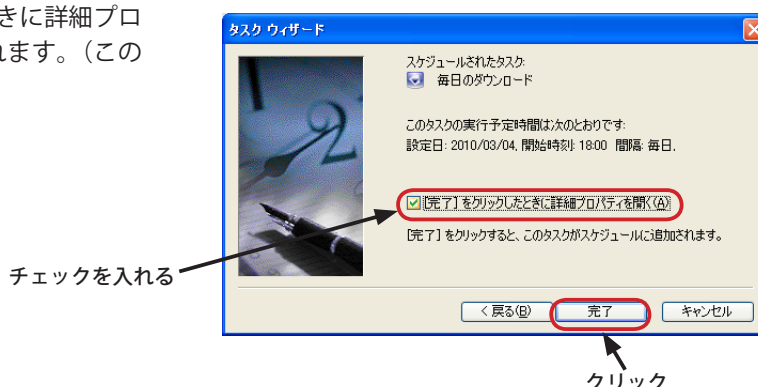 きに詳細プロ
れます。（この
タスク ウィザード
スケジュールされたタスク:
毎日のダウンロード
このタスクの実行予定時間は次のとおりです:
設定日: 2010/03/04, 開始時刻: 18:00 間隔: 毎日,
[完了] をクリックしたときに詳細プロパティを開く(A)
[完了] をクリックすると、このタスクがスケジュールに追加されます。
チェックを入れる
< 戻る(B) 完了 キャンセル
クリック